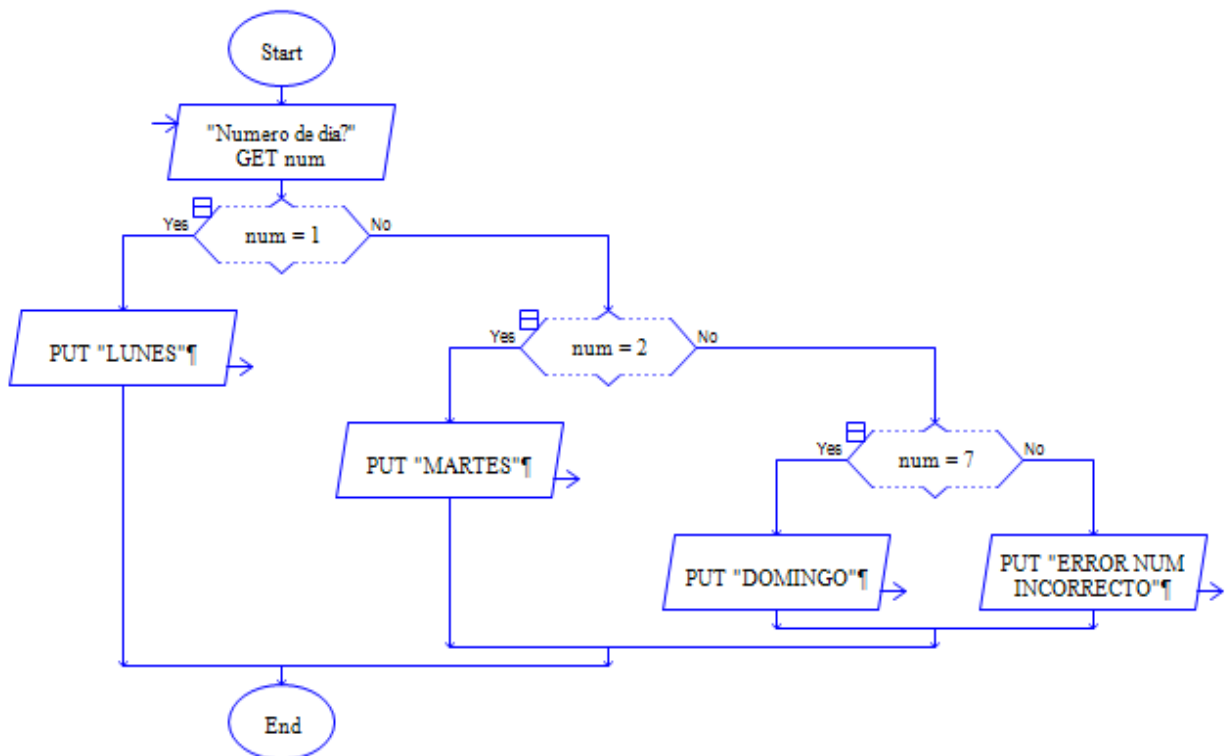 Start
"Numero de dia?"
GET num
Yes
num = 1
No
PUT "LUNES"¶
Yes
num = 2
No
PUT "MARTES"¶
Yes
num = 7
No
PUT "DOMINGO"¶
PUT "ERROR NUM
INCORRECTO"¶
End